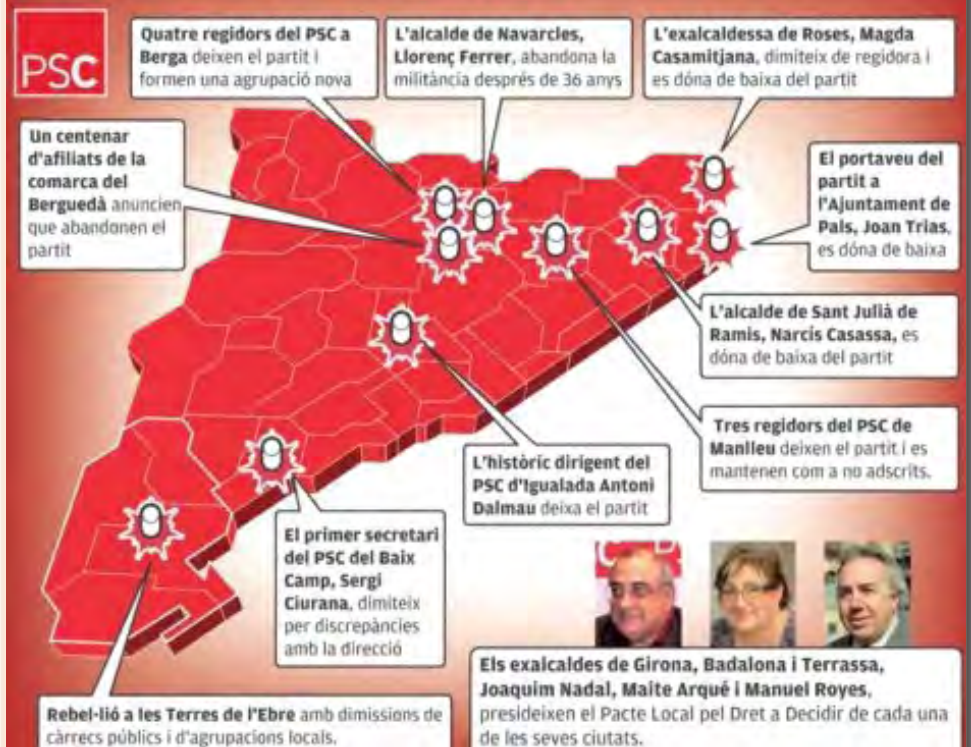 PSC
Quatre regidors del PSC a
Berga deixen el partit i
formen una agrupació nova
L'alcalde de Navarcles,
Llorenç Ferrer, abandona la
militància després de 36 anys
L'exalcaldessa de Roses, Magda
Casamitjana, dimiteix de regidora i
es dóna de baixa del partit
Un centenar
d'afiliats de la
comarca del
Berguedà anuncien
que abandonen el
partit
El portaveu del
partit a
l'Ajuntament de
Pals, Joan Trias,
es dóna de baixa
L'alcalde de Sant Julià de
Ramis, Narcís Casassa, es
dóna de baixa del partit
Tres regidors del PSC de
Manlleu deixen el partit i es
mantenen com a no adscrits.
L'històric dirigent del
PSC d'Igualada Antoni
Dalmau deixa el partit
El primer secretari
del PSC del Baix
Camp, Sergi
Ciurana, dimiteix
per discrepàncies
amb la direcció
Rebel·lió a les Terres de l'Ebre amb dimissions de
càrrecs públics i d'agrupacions locals.
Els exalcaldes de Girona, Badalona i Terrassa,
Joaquim Nadal, Maite Arqué i Manuel Royes,
presideixen el Pacte Local pel Dret a Decidir de cada una
de les seves ciutats.